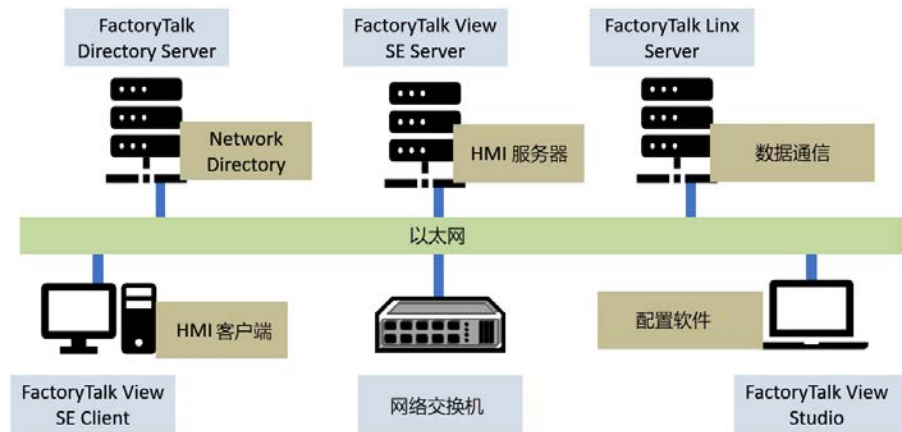 FactoryTalk
Directory Server
FactoryTalk View
SE Server
FactoryTalk Linx
Server
Network
Directory
HMI 服务器
数据通信
以太网
HMI 客户端
配置软件
FactoryTalk View
SE Client
网络交换机
FactoryTalk View
Studio